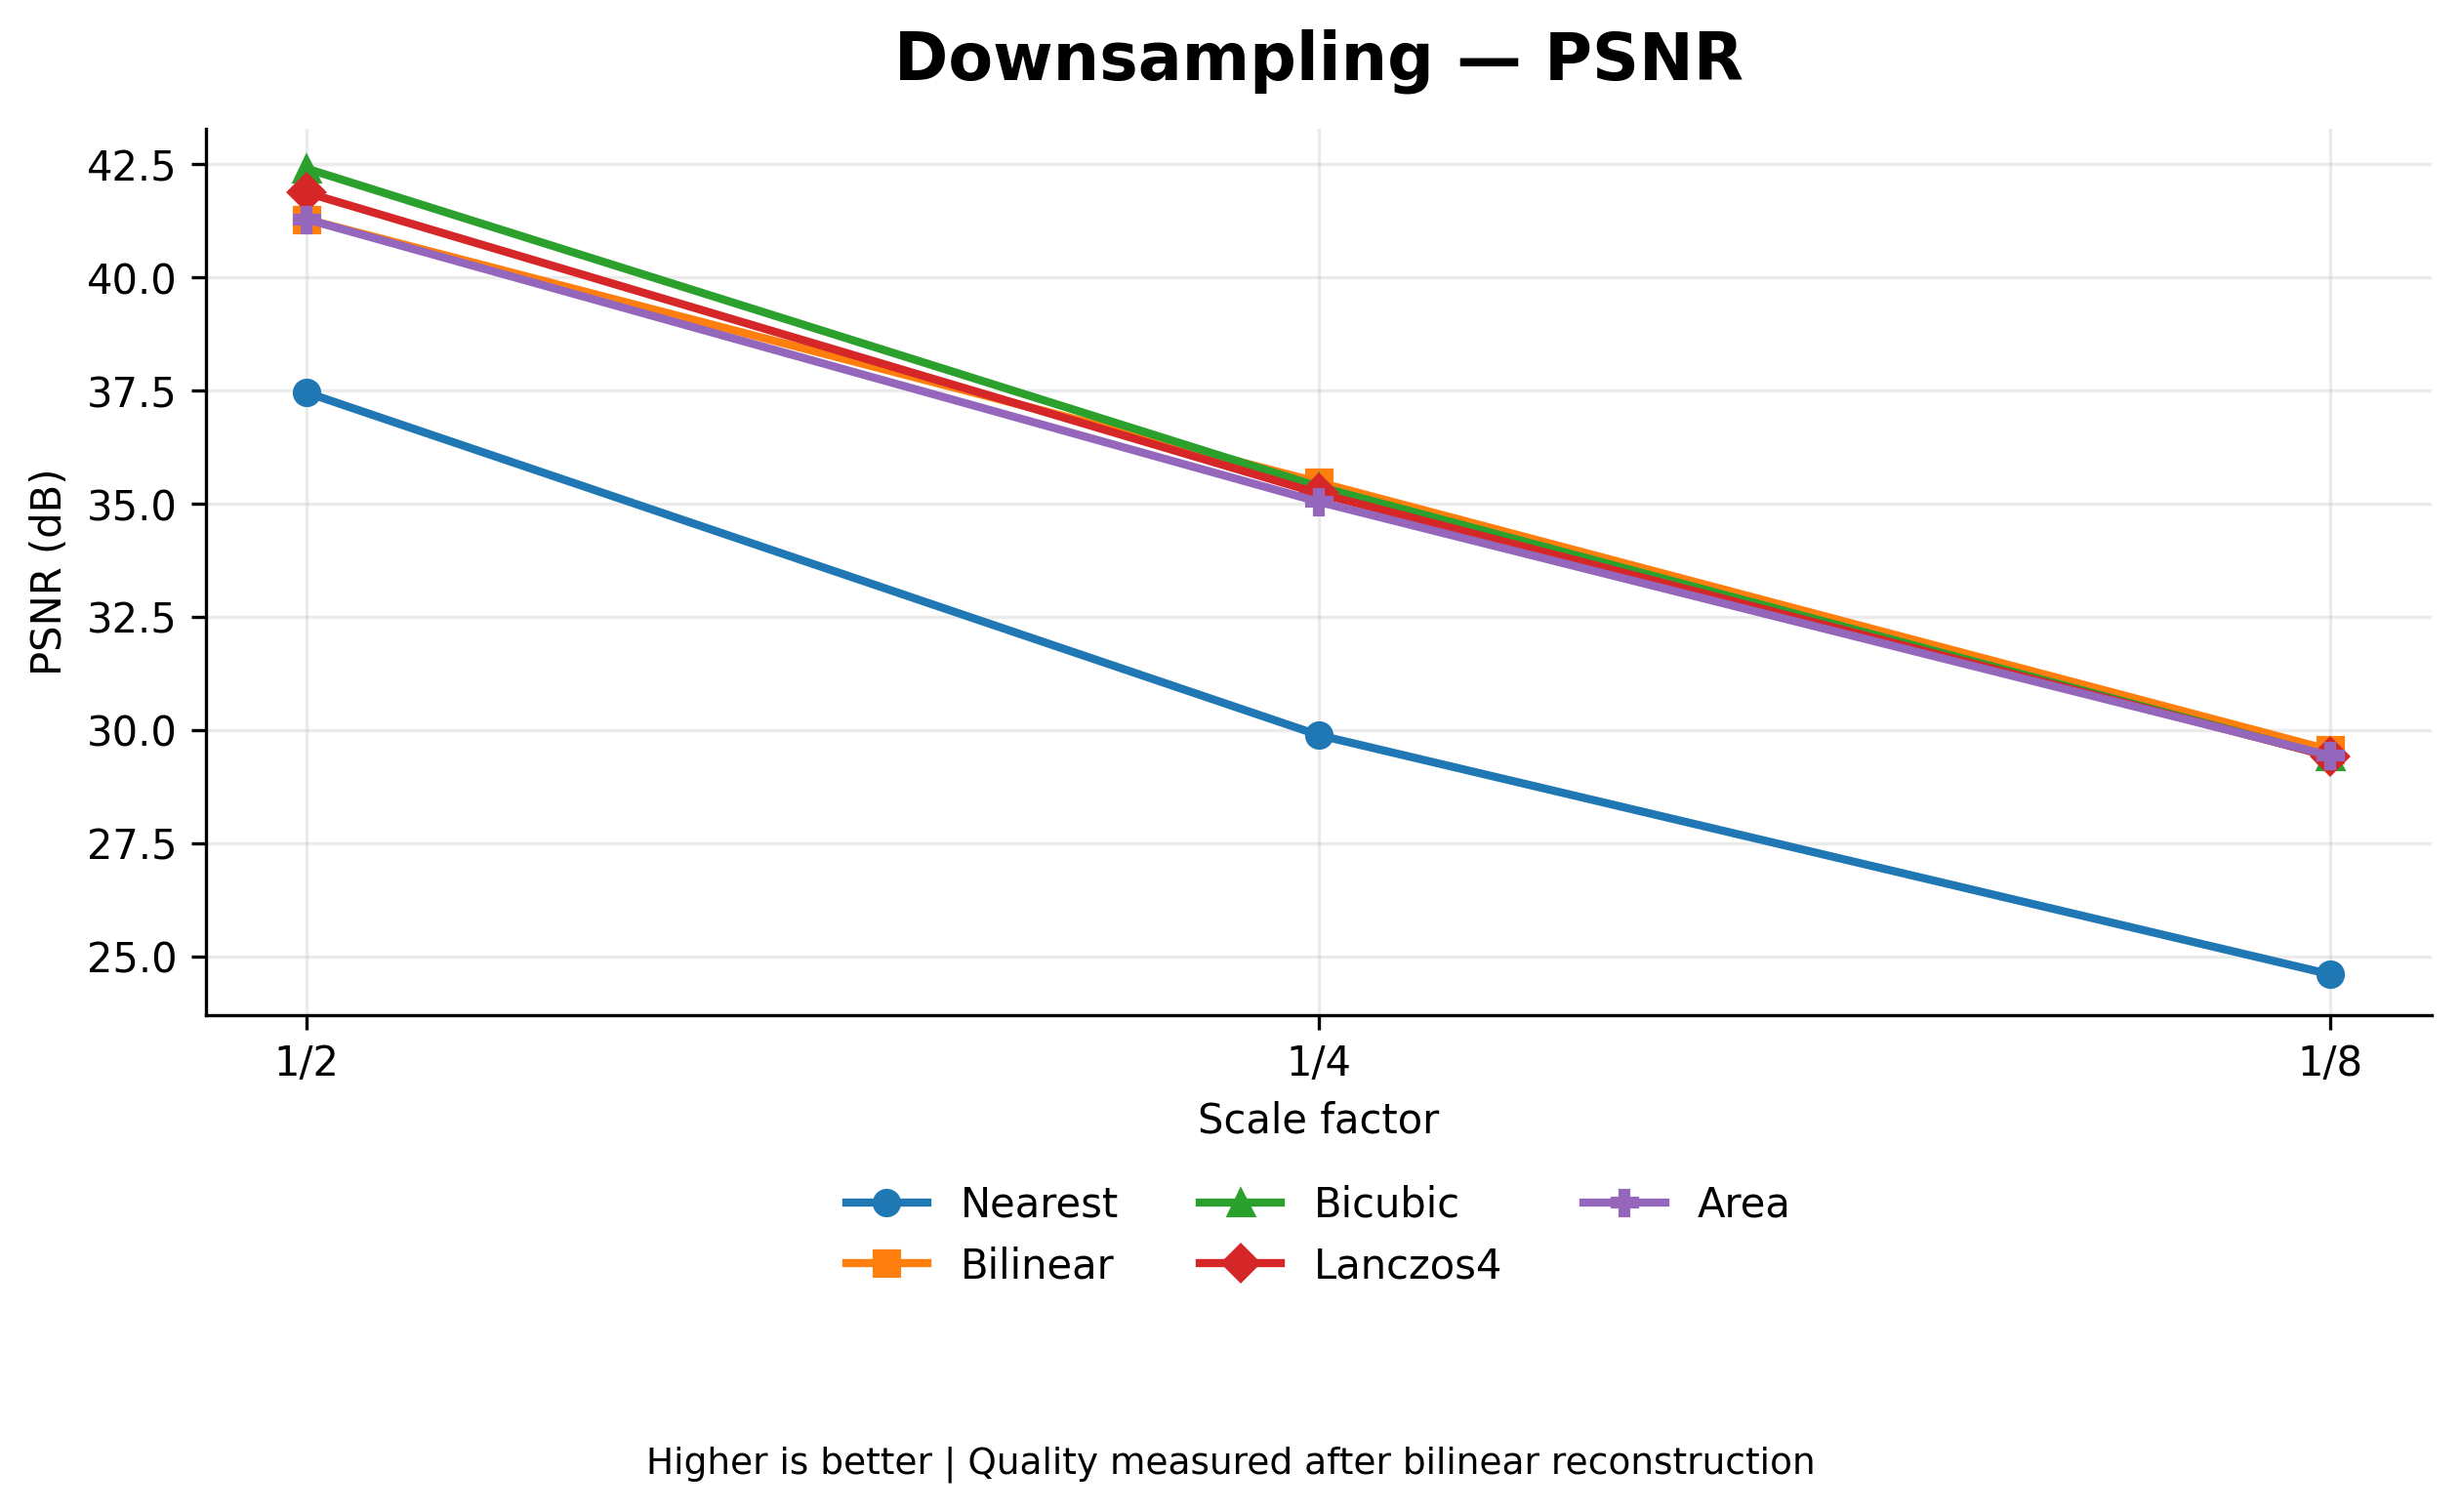 Downsampling — PSNR
42.5
40.0
37.5
35.0
32.5
30.0
27.5
25.0
PSNR (dB)
1/2 1/4 1/8
Scale factor
Nearest Bicubic Area
Bilinear Lanczos4
Higher is better | Quality measured after bilinear reconstruction